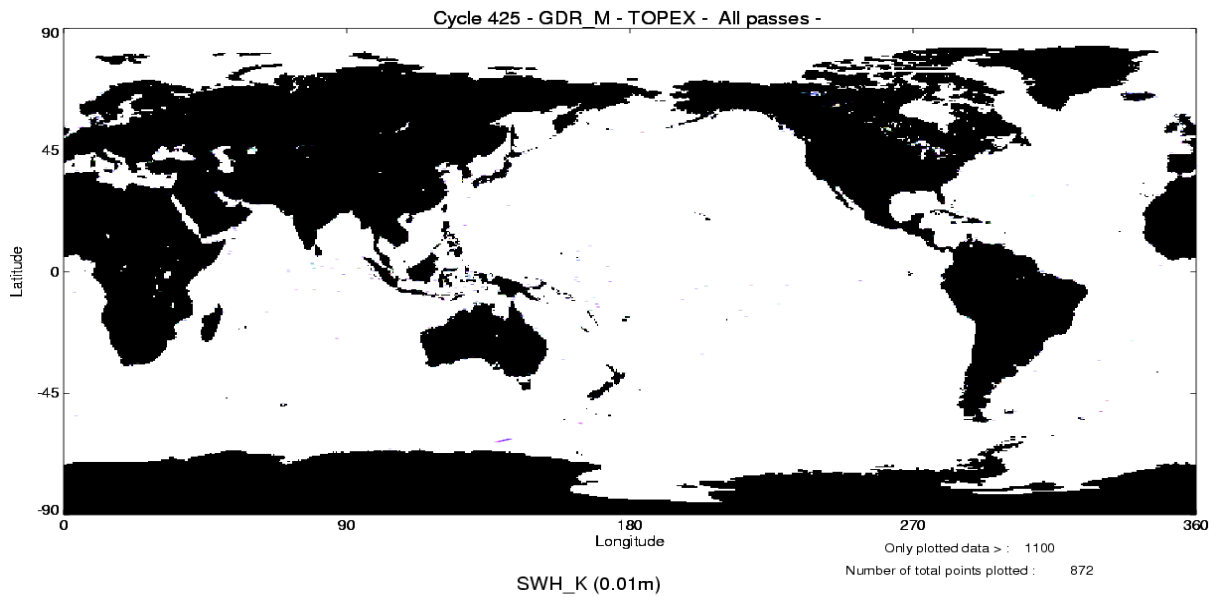 Cycle 425 - GDR_M - TOPEX - All passes -
90
45
0
-45
-90
Latitude
0 90 180 270 360
Longitude
Only plotted data > : 1100
Number of total points plotted : 872
SWH_K (0.01m)